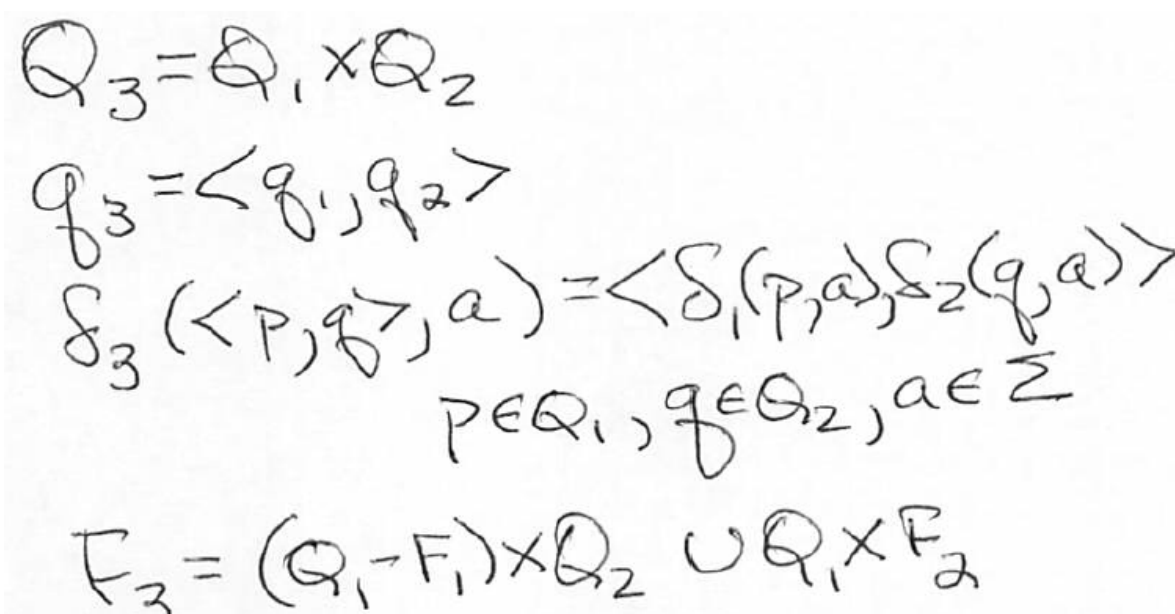 Q₃ = Q₁ × Q₂
q₃ = <q₁, q₂>
δ₃ (<p, q>, a) = <δ₁(p, a), δ₂(q, a)>
p ∈ Q₁, q ∈ Q₂, a ∈ Σ
F₃ = (Q₁ - F₁) × Q₂ ∪ Q₁ × F₂